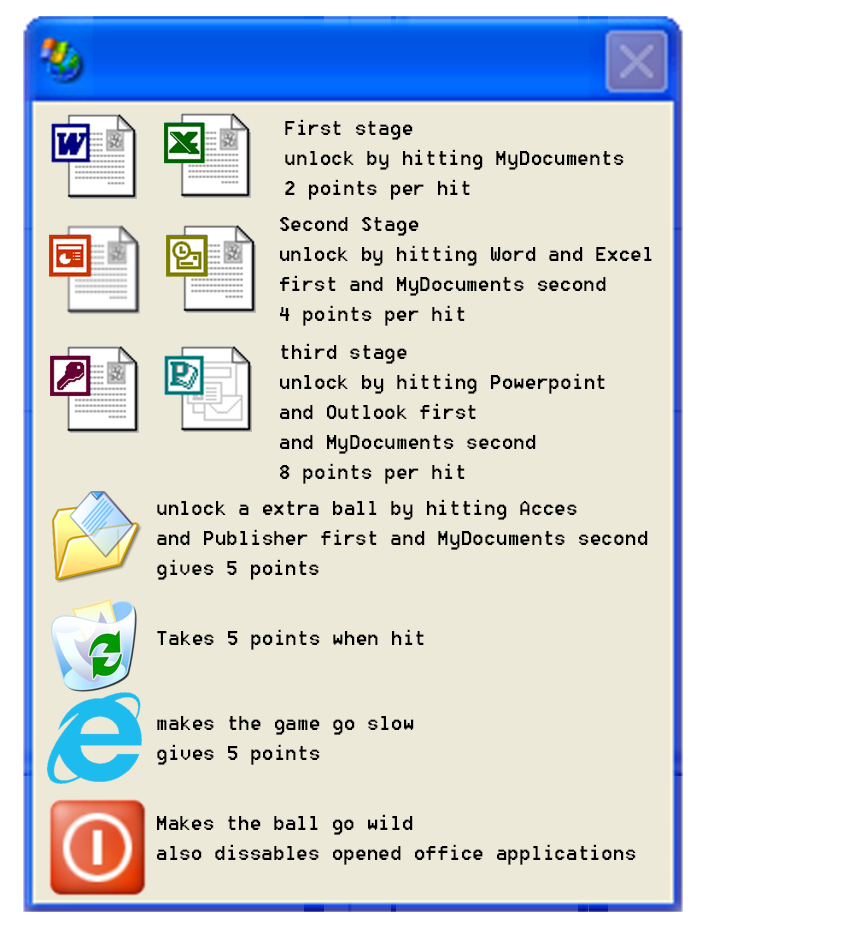 First stage
unlock by hitting MyDocuments
2 points per hit
Second Stage
unlock by hitting Word and Excel
first and MyDocuments second
4 points per hit
third stage
unlock by hitting Powerpoint
and Outlook first
and MyDocuments second
8 points per hit
unlock a extra ball by hitting Acces
and Publisher first and MyDocuments second
gives 5 points
Takes 5 points when hit
makes the game go slow
gives 5 points
Makes the ball go wild
also dissables opened office applications